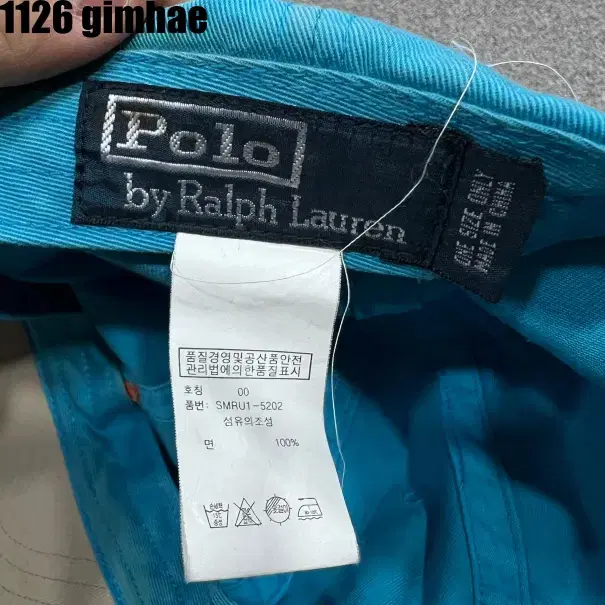 1126 gimhae
Polo
by Ralph Lauren
ONE SIZE ONLY
MADE IN CHINA
품질경영및공산품안전
관리법에의한품질표시
호칭 00
품번: SMRU1-5202
섬유의조성
면 100%